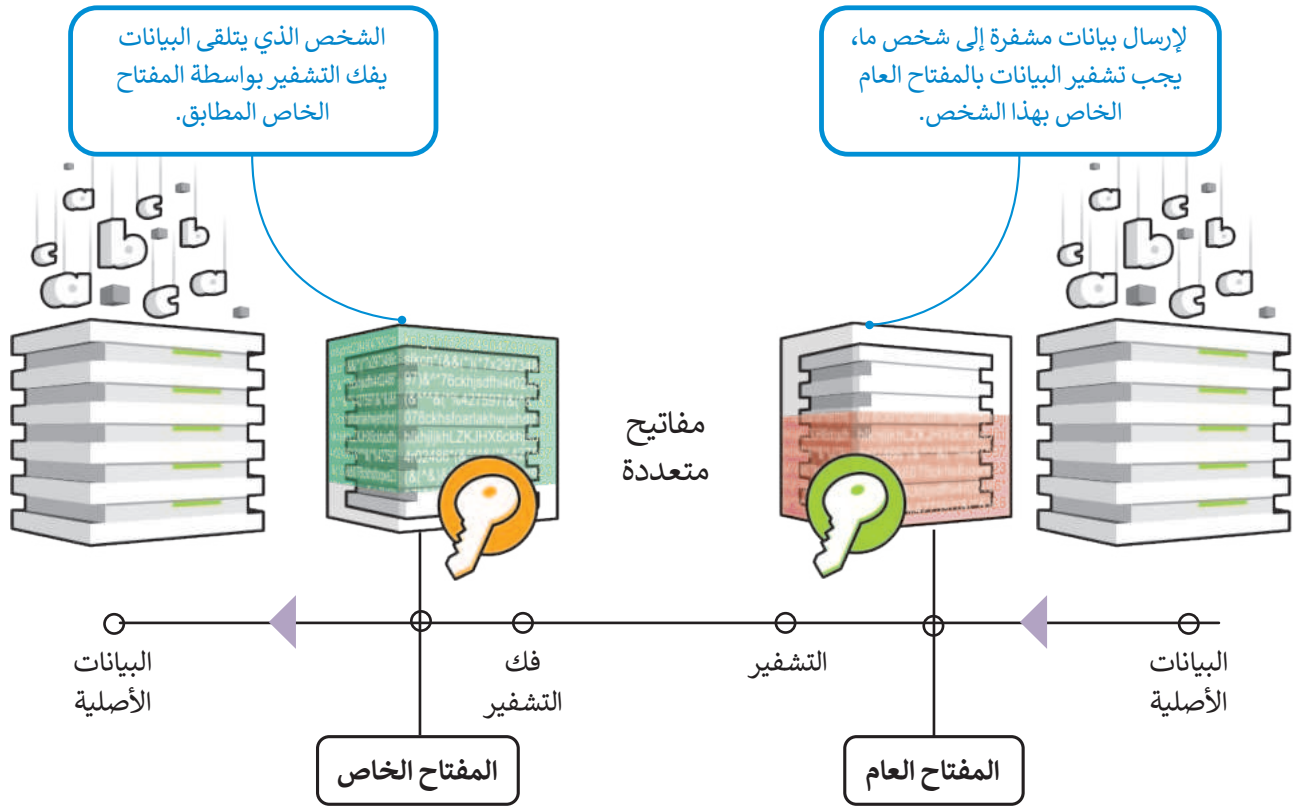 لإرسال بيانات مشفرة إلى شخص ما،
يجب تشفير البيانات بالمفتاح العام
الخاص بهذا الشخص.
الشخص الذي يتلقى البيانات
يفك التشفير بواسطة المفتاح
الخاص المطابق.
مفاتيح
متعددة
البيانات
الأصلية
التشفير
فك
التشفير
البيانات
الأصلية
المفتاح العام
المفتاح الخاص